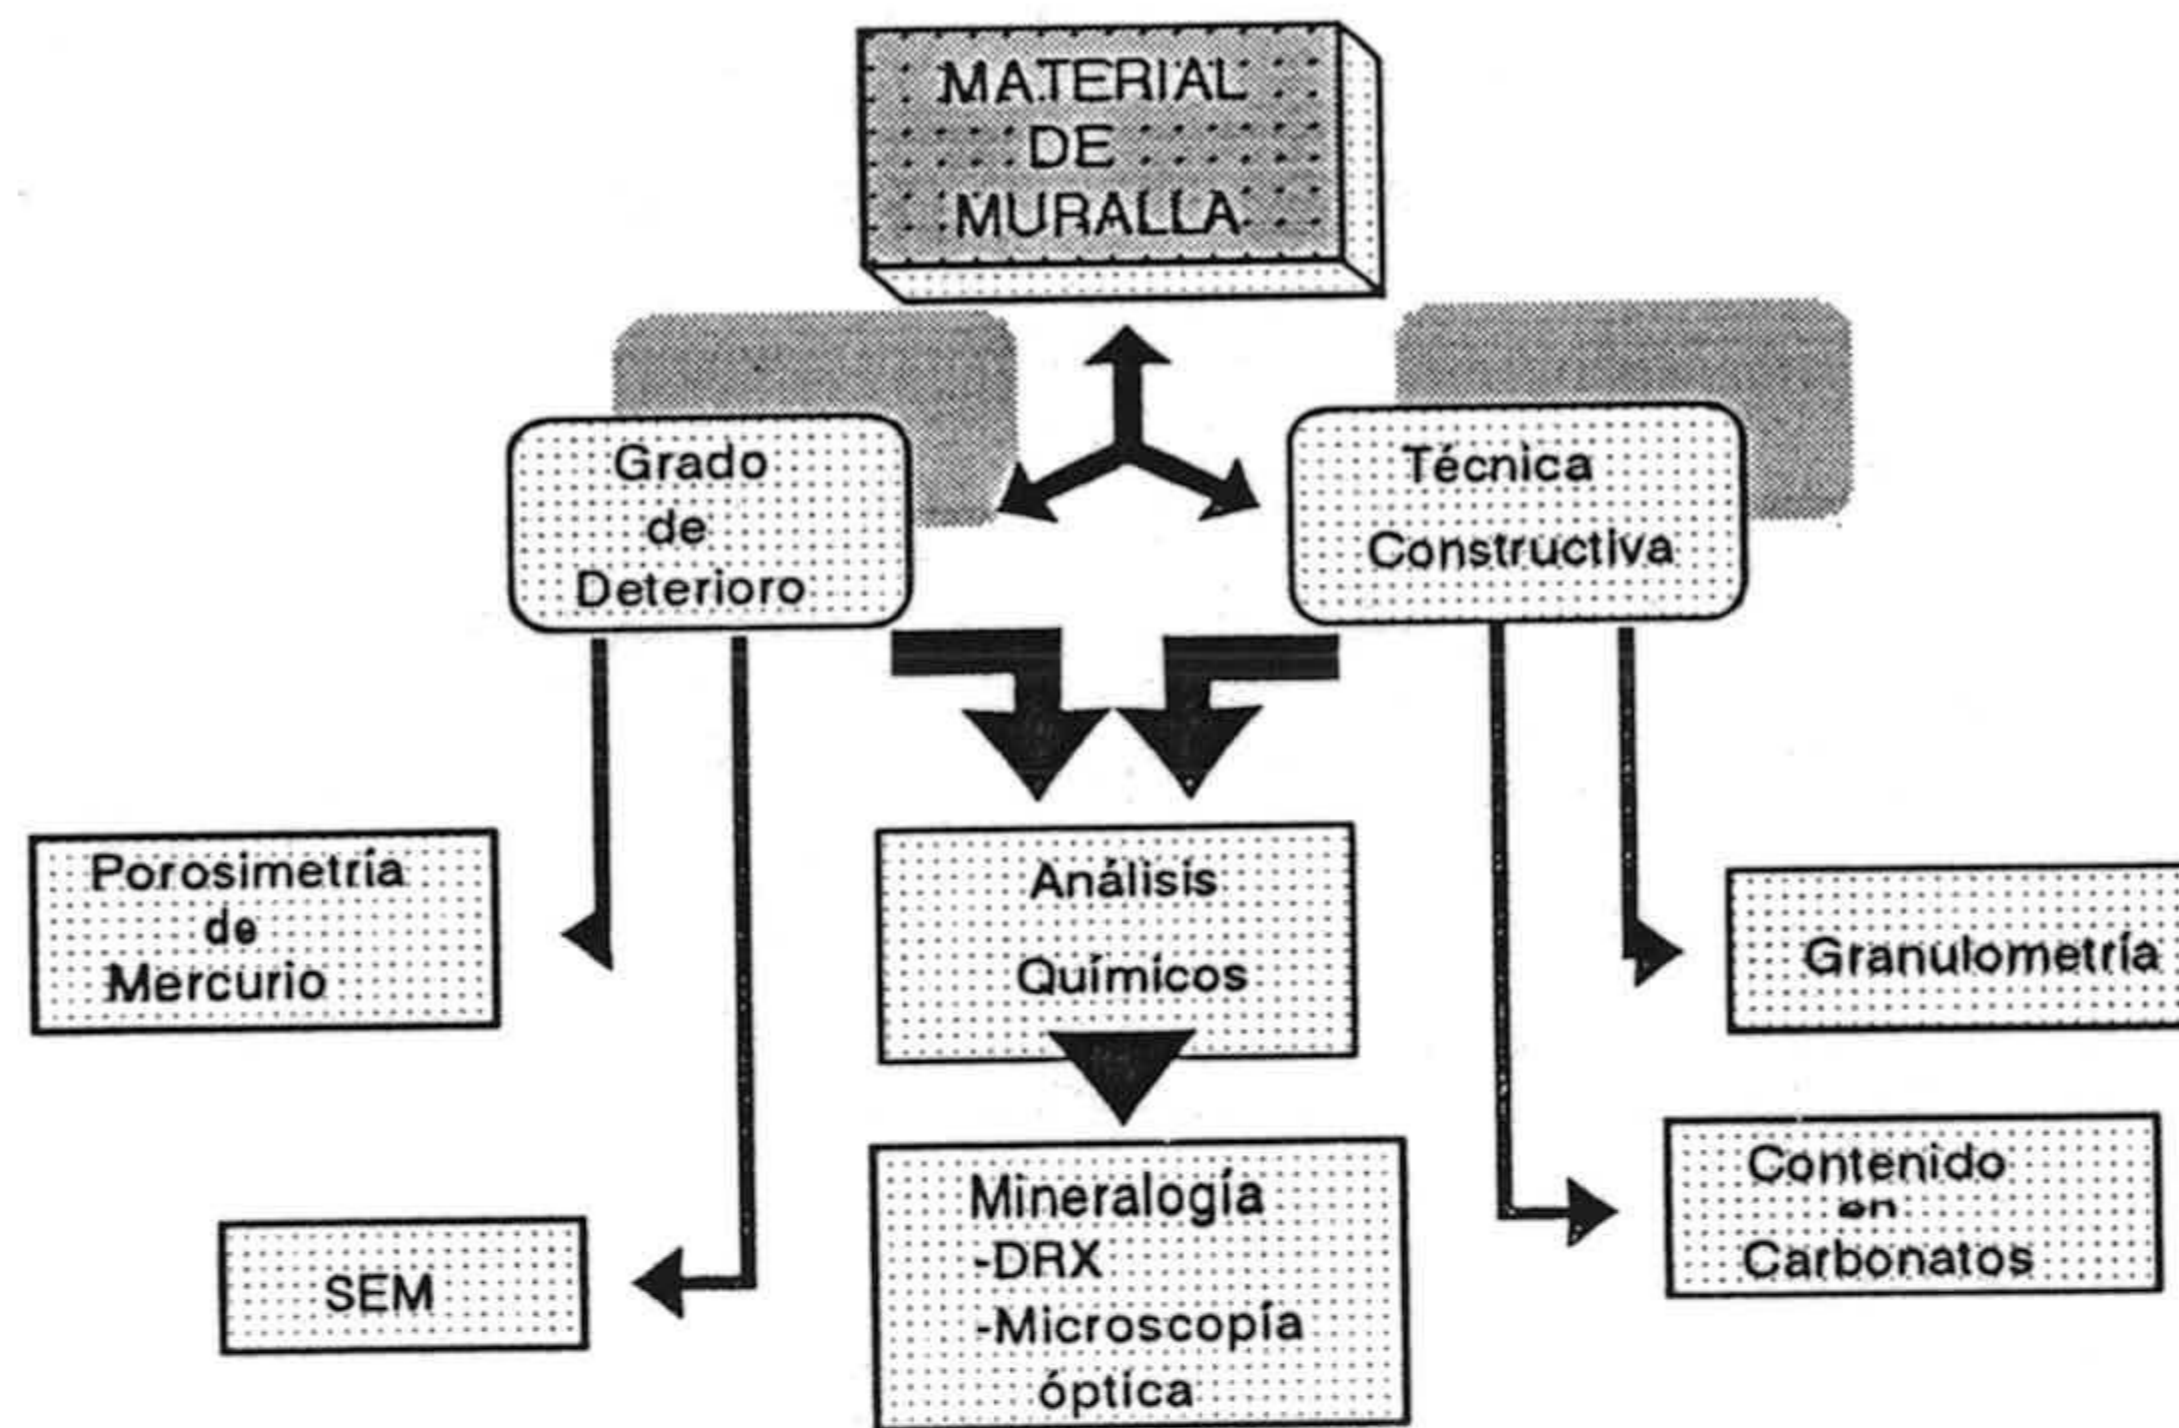 MATERIAL
DE
MURALLA
Grado
de
Deterioro
Técnica
Constructiva
Porosimetría
de
Mercurio
Análisis
Químicos
Granulometría
SEM
Mineralogía
-DRX
-Microscopía
óptica
Contenido
en
Carbonatos